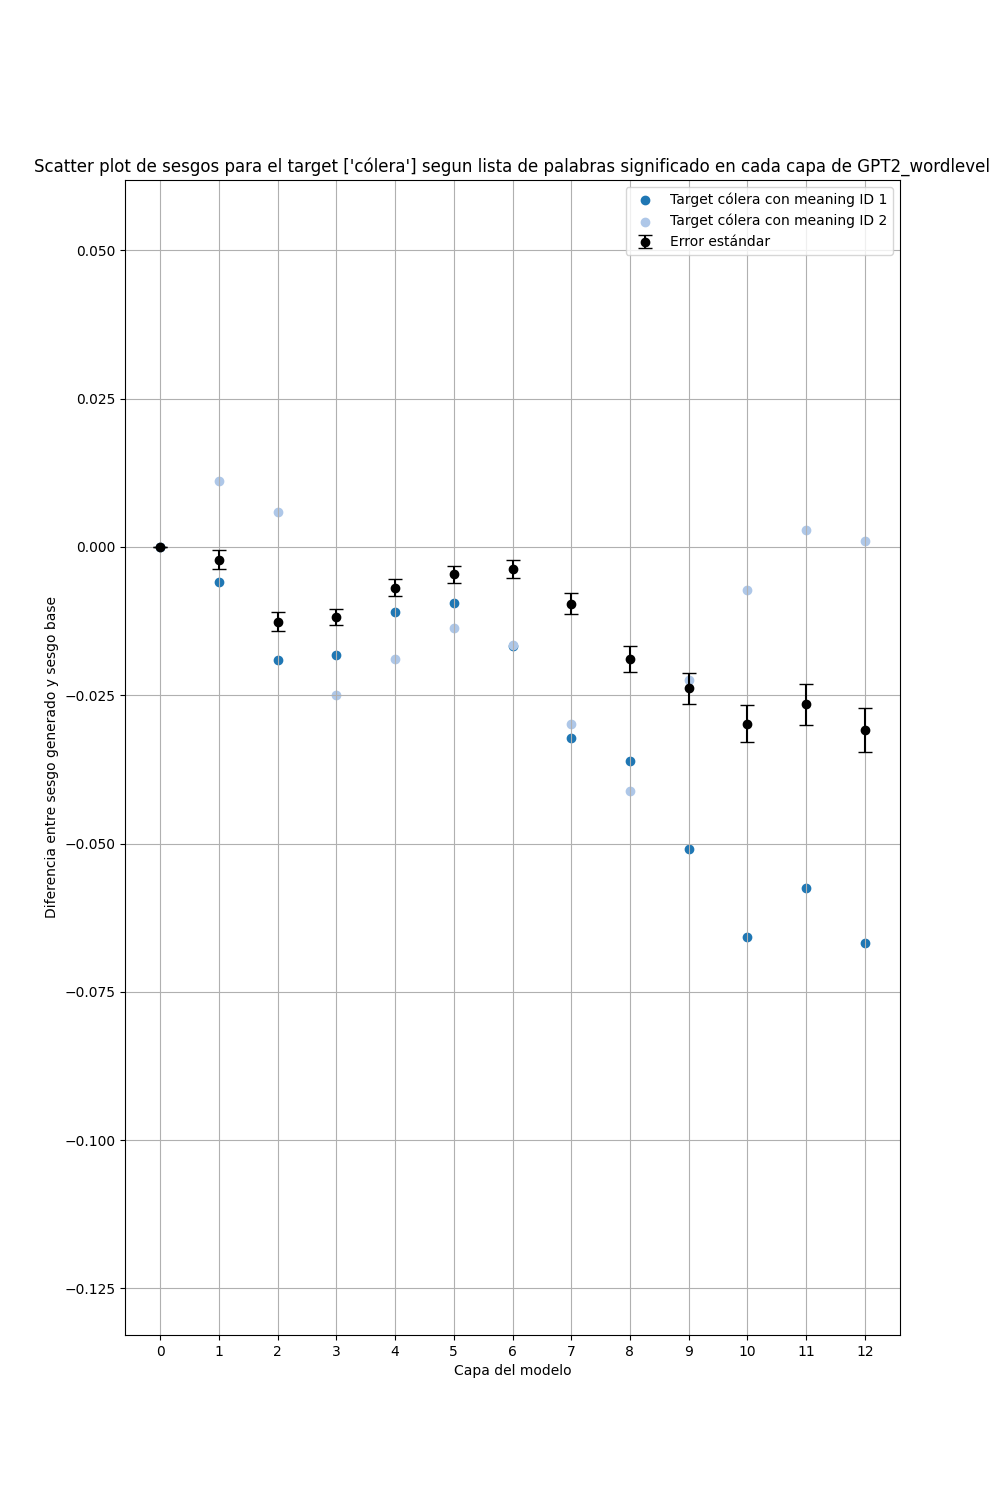 Scatter plot de sesgos para el target ['cólera'] segun lista de palabras significado en cada capa de GPT2_wordlevel
Target cólera con meaning ID 1
Target cólera con meaning ID 2
Error estándar
Diferencia entre sesgo generado y sesgo base
0.050
0.025
0.000
−0.025
−0.050
−0.075
−0.100
−0.125
0 1 2 3 4 5 6 7 8 9 10 11 12
Capa del modelo